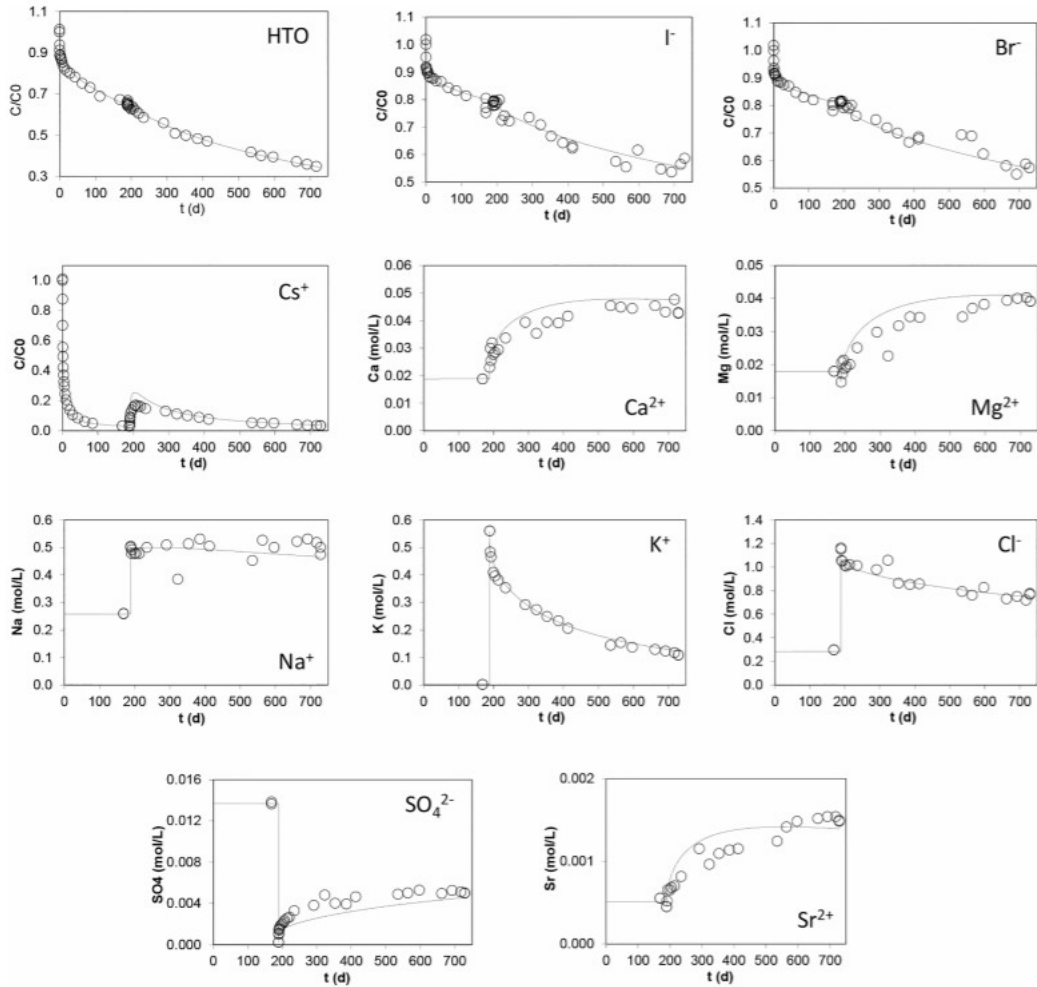 HTO
C/C0
1.1
0.9
0.7
0.5
0.3
0 100 200 300 400 500 600 700
t (d)
I⁻
C/C0
1.1
1.0
0.9
0.8
0.7
0.6
0.5
0 100 200 300 400 500 600 700
t (d)
Br⁻
C/C0
1.1
1.0
0.9
0.8
0.7
0.6
0.5
0 100 200 300 400 500 600 700
t (d)
Cs⁺
C/C0
1.0
0.8
0.6
0.4
0.2
0.0
0 100 200 300 400 500 600 700
t (d)
Ca²⁺
Ca (mol/L)
0.06
0.05
0.04
0.03
0.02
0.01
0.00
0 100 200 300 400 500 600 700
t (d)
Mg²⁺
Mg (mol/L)
0.05
0.04
0.03
0.02
0.01
0.00
0 100 200 300 400 500 600 700
t (d)
Na⁺
Na (mol/L)
0.6
0.5
0.4
0.3
0.2
0.1
0.0
0 100 200 300 400 500 600 700
t (d)
K⁺
K (mol/L)
0.6
0.5
0.4
0.3
0.2
0.1
0.0
0 100 200 300 400 500 600 700
t (d)
Cl⁻
Cl (mol/L)
1.4
1.2
1.0
0.8
0.6
0.4
0.2
0.0
0 100 200 300 400 500 600 700
t (d)
SO₄²⁻
SO4 (mol/L)
0.016
0.012
0.008
0.004
0.000
0 100 200 300 400 500 600 700
t (d)
Sr²⁺
Sr (mol/L)
0.002
0.001
0.000
0 100 200 300 400 500 600 700
t (d)